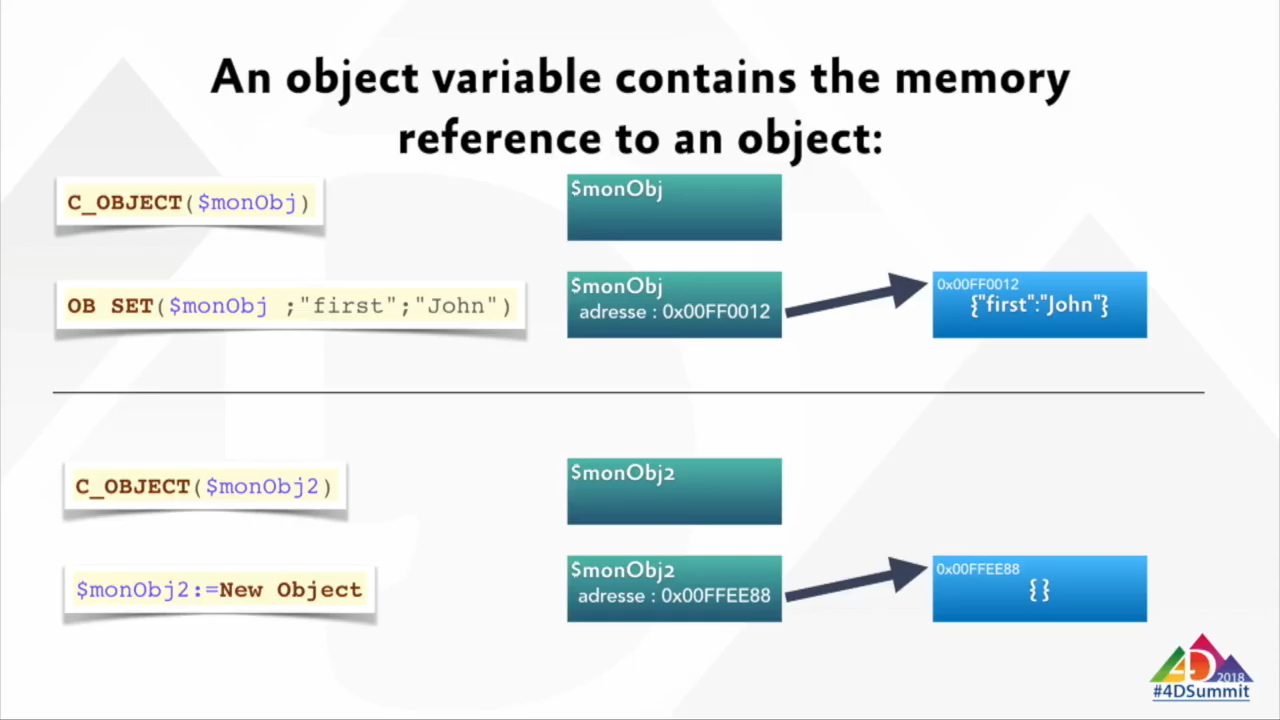 An object variable contains the memory
reference to an object:
C_OBJECT($monObj)
$monObj
OB SET($monObj ;"first";"John")
$monObj
adresse : 0x00FF0012
0x00FF0012
{"first":"John"}
C_OBJECT($monObj2)
$monObj2
$monObj2:=New Object
$monObj2
adresse : 0x00FFEE88
0x00FFEE88
{ }
4D 2018
#4DSummit